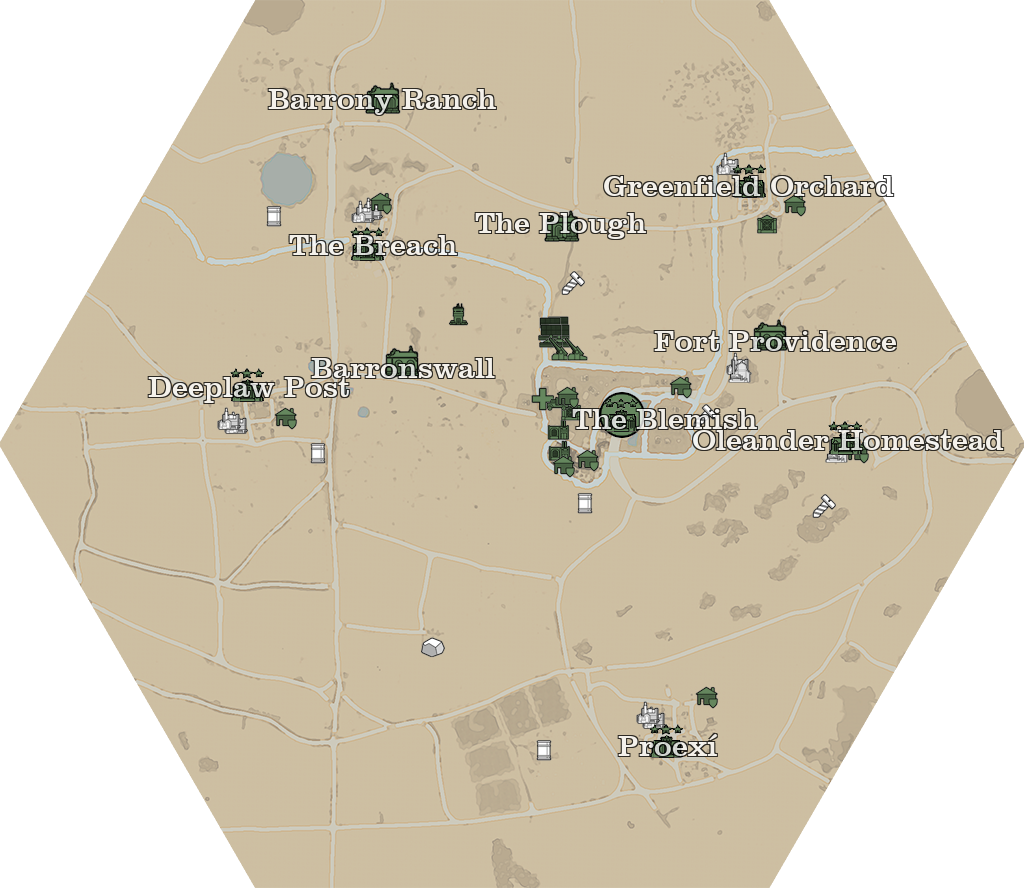 Barrony Ranch
Greenfield Orchard
The Plough
The Breach
Fort Providence
Barronswall
Deeplaw Post
The Blemish
Oleander Homestead
Proexí